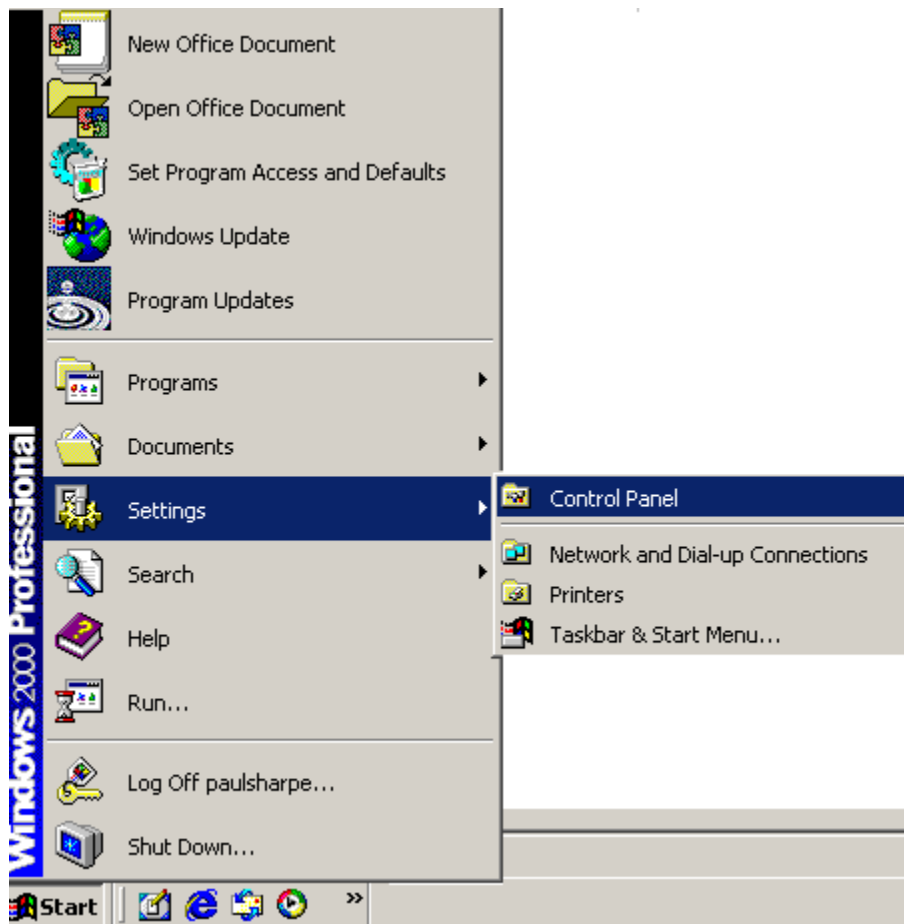 New Office Document
Open Office Document
Set Program Access and Defaults
Windows Update
Program Updates
Programs
Documents
Settings
Search
Help
Run...
Log Off paulsharpe...
Shut Down...
Control Panel
Network and Dial-up Connections
Printers
Taskbar & Start Menu...
Windows 2000 Professional
Start
»